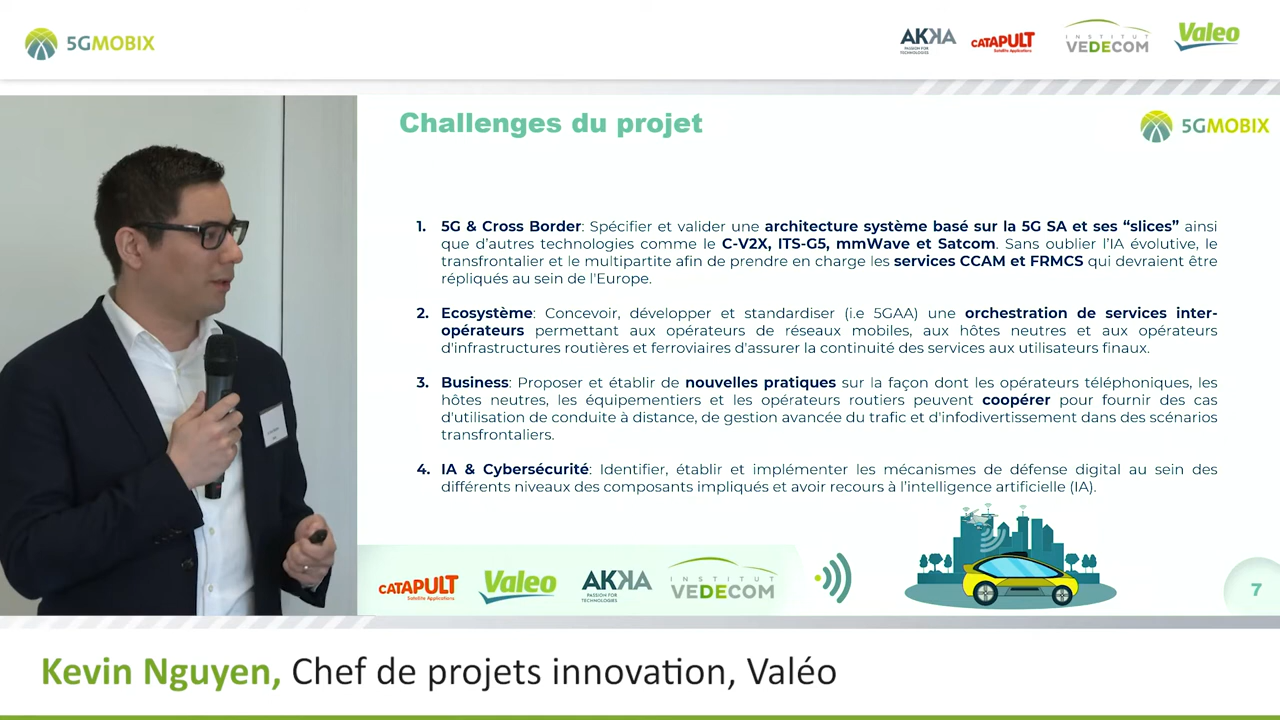 5GMOBIX
AKKA
PASSION FOR
TECHNOLOGIES
CATAPULT
Satellite Applications
INSTITUT
VEDECOM
Valeo
Challenges du projet
5GMOBIX
1. 5G & Cross Border: Spécifier et valider une architecture système basé sur la 5G SA et ses “slices” ainsi
que d’autres technologies comme le C-V2X, ITS-G5, mmWave et Satcom. Sans oublier l’IA évolutive, le
transfrontalier et le multipartite afin de prendre en charge les services CCAM et FRMCS qui devraient être
répliqués au sein de l'Europe.
2. Ecosystème: Concevoir, développer et standardiser (i.e 5GAA) une orchestration de services inter-
opérateurs permettant aux opérateurs de réseaux mobiles, aux hôtes neutres et aux opérateurs
d'infrastructures routières et ferroviaires d'assurer la continuité des services aux utilisateurs finaux.
3. Business: Proposer et établir de nouvelles pratiques sur la façon dont les opérateurs téléphoniques, les
hôtes neutres, les équipementiers et les opérateurs routiers peuvent coopérer pour fournir des cas
d'utilisation de conduite à distance, de gestion avancée du trafic et d'infodivertissement dans des scénarios
transfrontaliers.
4. IA & Cybersécurité: Identifier, établir et implémenter les mécanismes de défense digital au sein des
différents niveaux des composants impliqués et avoir recours à l’intelligence artificielle (IA).
CATAPULT
Satellite Applications
Valeo
AKKA
PASSION FOR
TECHNOLOGIES
INSTITUT
VEDECOM
7
Kevin Nguyen, Chef de projets innovation, Valéo